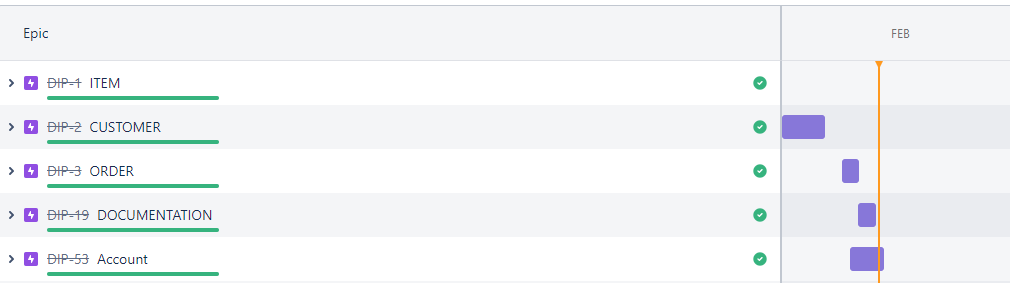 Epic
FEB
DIP-1 ITEM
DIP-2 CUSTOMER
DIP-3 ORDER
DIP-19 DOCUMENTATION
DIP-53 Account